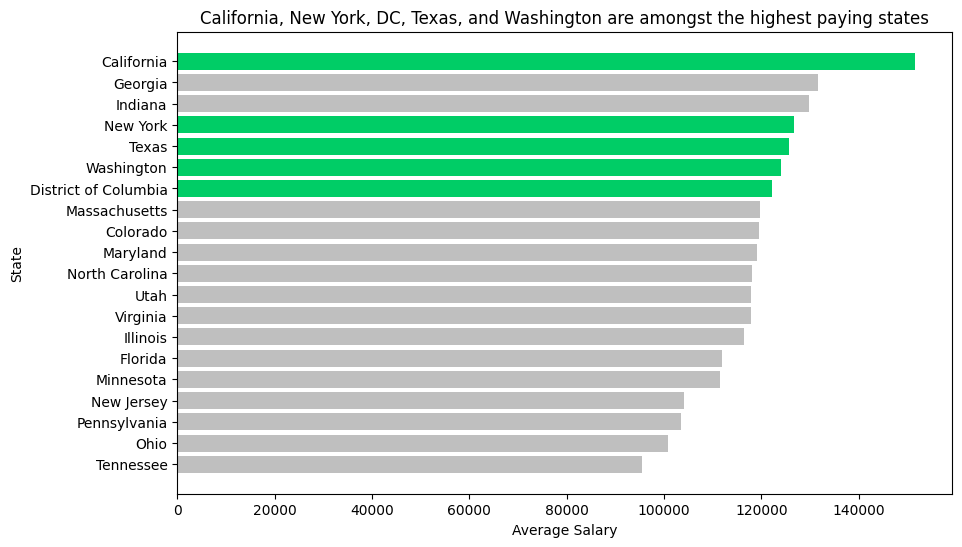 California, New York, DC, Texas, and Washington are amongst the highest paying states
State
California
Georgia
Indiana
New York
Texas
Washington
District of Columbia
Massachusetts
Colorado
Maryland
North Carolina
Utah
Virginia
Illinois
Florida
Minnesota
New Jersey
Pennsylvania
Ohio
Tennessee
0 20000 40000 60000 80000 100000 120000 140000
Average Salary